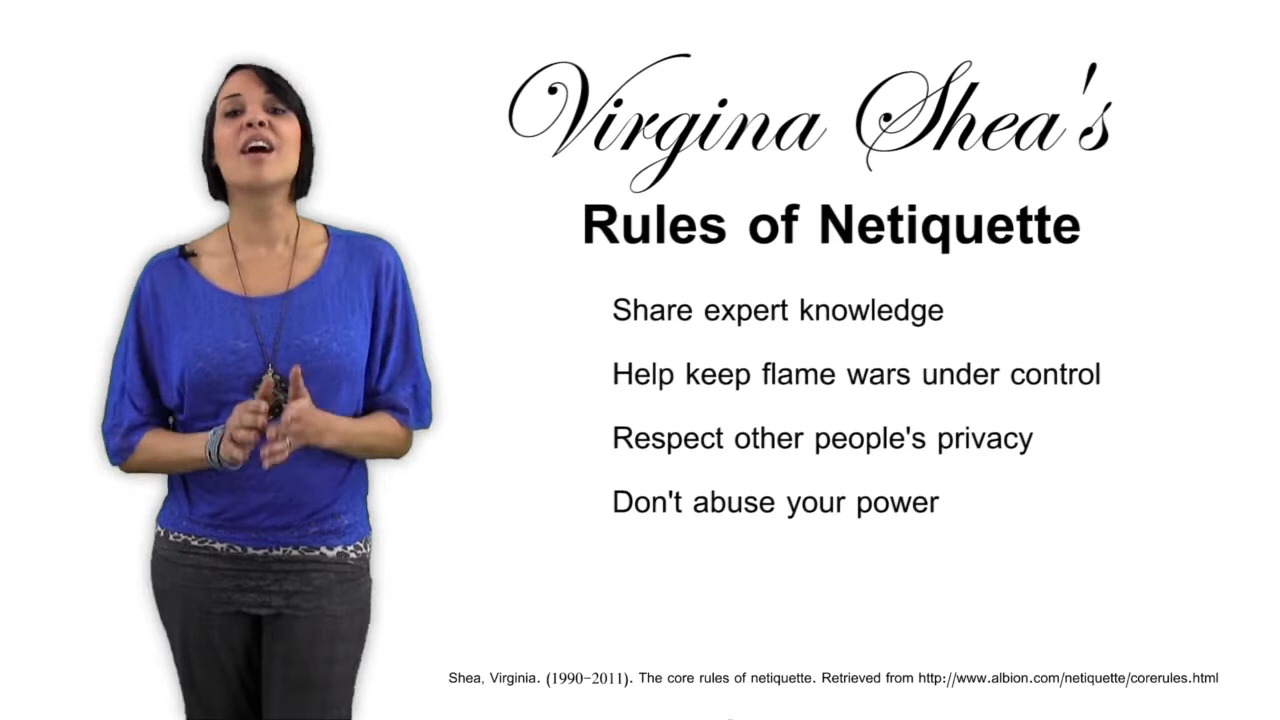 Virgina Shea's
Rules of Netiquette
Share expert knowledge
Help keep flame wars under control
Respect other people's privacy
Don't abuse your power
Shea, Virginia. (1990-2011). The core rules of netiquette. Retrieved from http://www.albion.com/netiquette/corerules.html